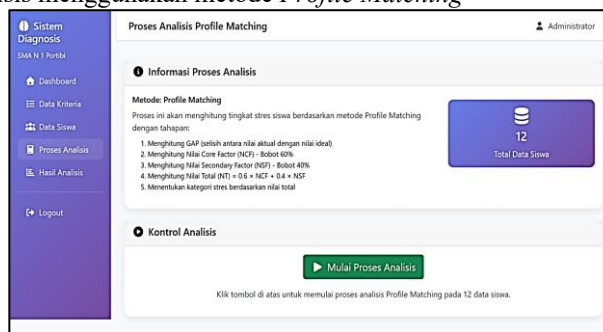 sis menggunakan metode Profile Matching
Sistem
Diagnosis
SMA N 1 Portibi
Dashboard
Data Kriteria
Data Siswa
Proses Analisis
Hasil Analisis
Logout
Proses Analisis Profile Matching
Administrator
Informasi Proses Analisis
Metode: Profile Matching
Proses ini akan menghitung tingkat stres siswa berdasarkan metode Profile Matching
dengan tahapan:
1. Menghitung GAP (selisih antara nilai aktual dengan nilai ideal)
2. Menghitung Nilai Core Factor (NCF) - Bobot 60%
3. Menghitung Nilai Secondary Factor (NSF) - Bobot 40%
4. Menghitung Nilai Total (NT) = 0.6 × NCF + 0.4 × NSF
5. Menentukan kategori stres berdasarkan nilai total
12
Total Data Siswa
Kontrol Analisis
Mulai Proses Analisis
Klik tombol di atas untuk memulai proses analisis Profile Matching pada 12 data siswa.